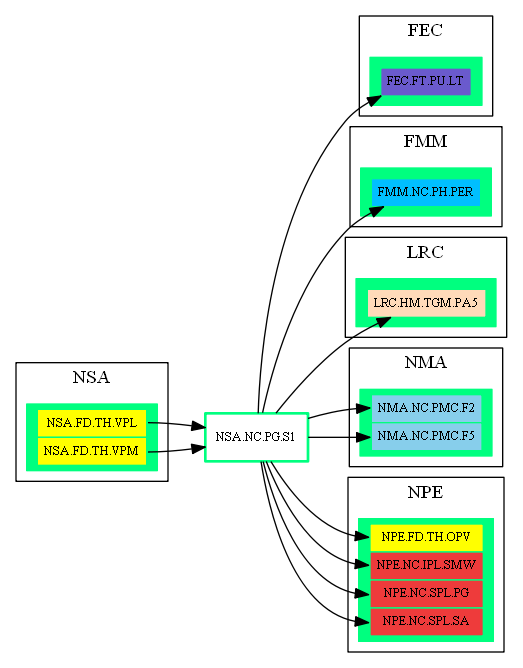 FEC
FEC.FT.PU.LT
FMM
FMM.NC.PH.PER
LRC
LRC.HM.TGM.PA5
NSA
NSA.FD.TH.VPL
NSA.FD.TH.VPM
NSA.NC.PG.S1
NMA
NMA.NC.PMC.F2
NMA.NC.PMC.F5
NPE
NPE.FD.TH.OPV
NPE.NC.IPL.SMW
NPE.NC.SPL.PG
NPE.NC.SPL.SA